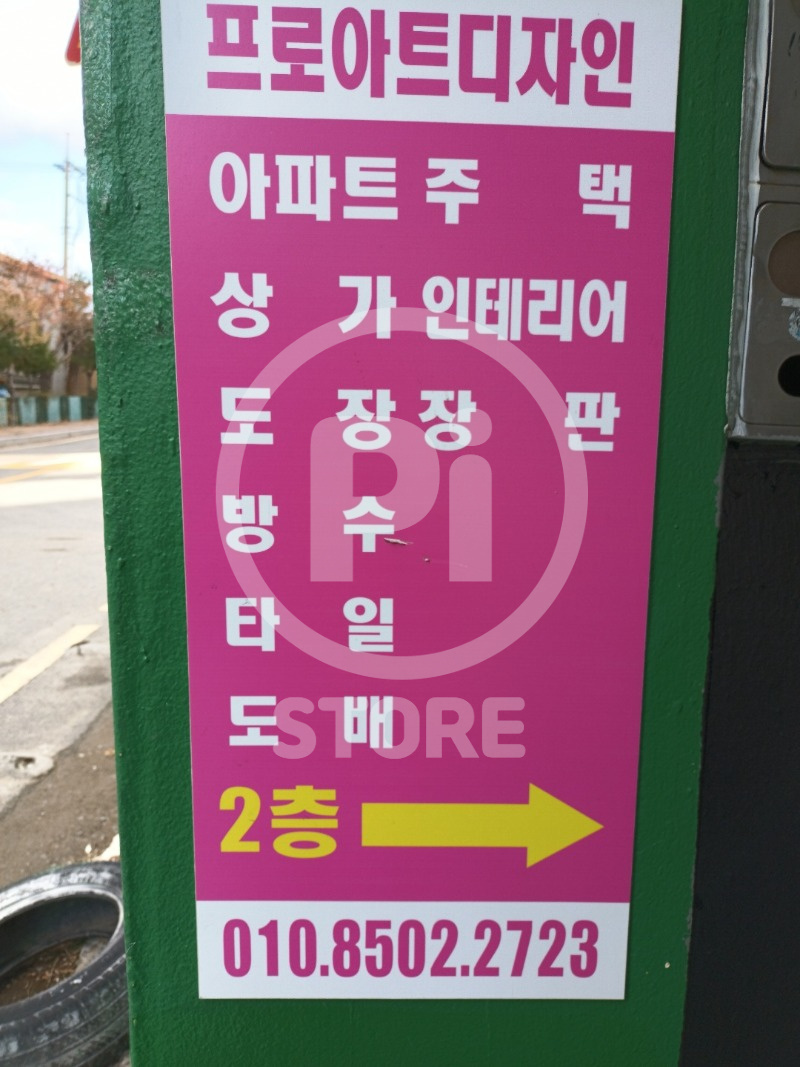 프로아트디자인
아파트 주 택
상 가 인테리어
도 장 장 판
방 수
타 일
도 배
2층
010.8502.2723
Pi
STORE